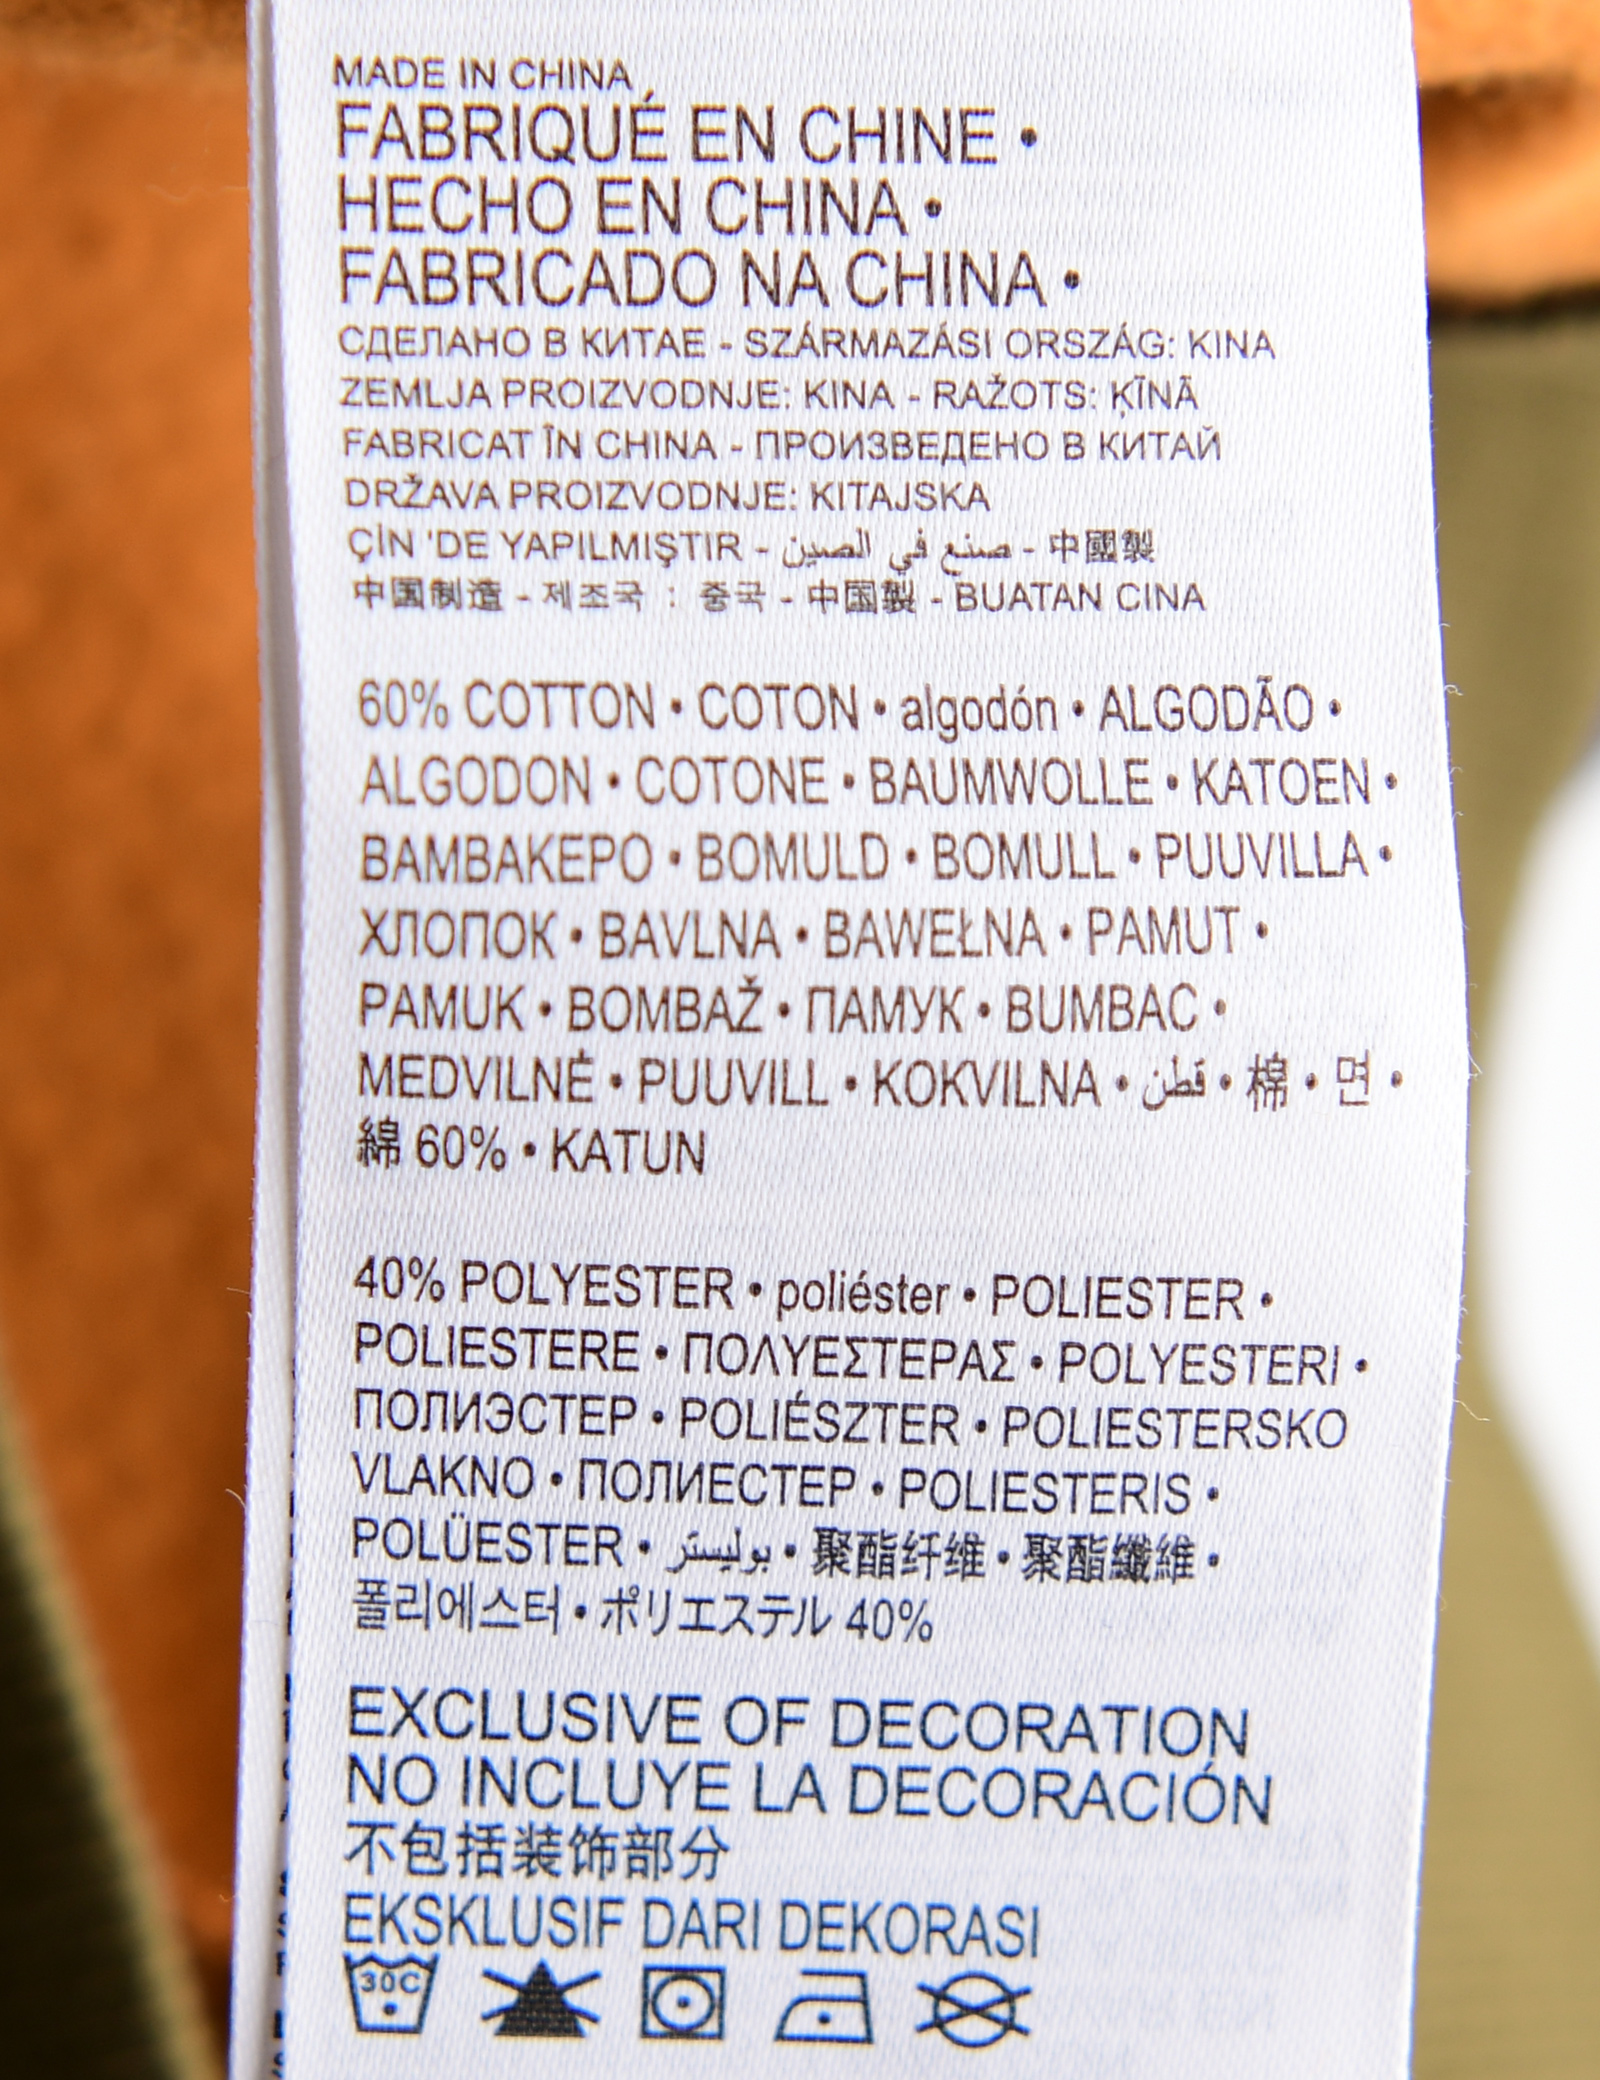 MADE IN CHINA
FABRIQUÉ EN CHINE •
HECHO EN CHINA •
FABRICADO NA CHINA •
СДЕЛАНО В КИТАЕ - SZÁRMAZÁSI ORSZÁG: KINA
ZEMLJA PROIZVODNJE: KINA - RAŽOTS: ĶĪNĀ
FABRICAT ÎN CHINA - ПРОИЗВЕДЕНО В КИТАЙ
DRŽAVA PROIZVODNJE: KITAJSKA
ÇİN 'DE YAPILMIŞTIR - صنع في الصين - 中國製
中国制造 - 제조국 : 중국 - 中国製 - BUATAN CINA
60% COTTON • COTON • algodón • ALGODÃO •
ALGODON • COTONE • BAUMWOLLE • KATOEN •
BAMBAKEPO • BOMULD • BOMULL • PUUVILLA •
ХЛОПОК • BAVLNA • BAWEŁNA • PAMUT •
PAMUK • BOMBAŽ • ПАМУК • BUMBAC •
MEDVILNĖ • PUUVILL • KOKVILNA • قطن • 棉 • 면 •
綿 60% • KATUN
40% POLYESTER • poliéster • POLIESTER •
POLIESTERE • ΠΟΛΥΕΣΤΕΡΑΣ • POLYESTERI •
ПОЛИЭСТЕР • POLIÉSZTER • POLIESTERSKO
VLAKNO • ПОЛИЕСТЕР • POLIESTERIS •
POLÜESTER • بوليستر • 聚酯纤维 • 聚酯纖維 •
폴리에스터 • ポリエステル 40%
EXCLUSIVE OF DECORATION
NO INCLUYE LA DECORACIÓN
不包括装饰部分
EKSKLUSIF DARI DEKORASI
30C